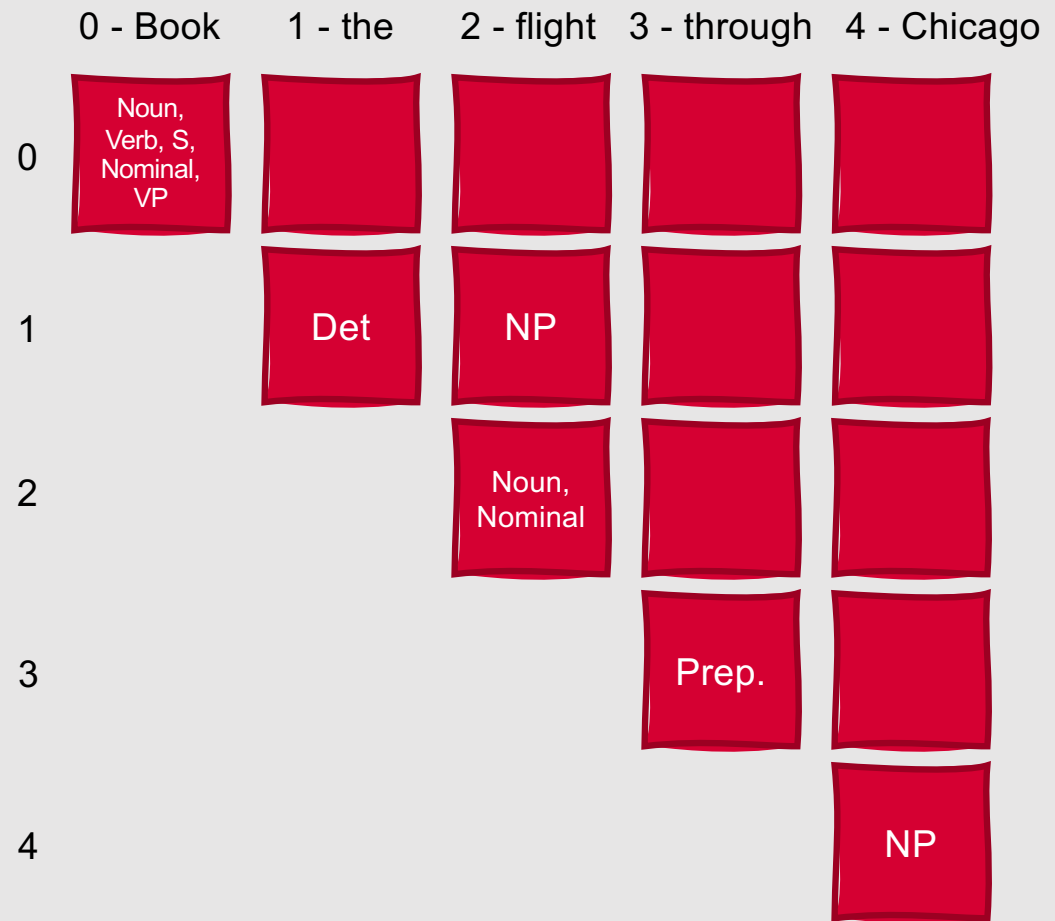 0 - Book 1 - the 2 - flight 3 - through 4 - Chicago
0
Noun,
Verb, S,
Nominal,
VP
1
Det
NP
2
Noun,
Nominal
3
Prep.
4
NP